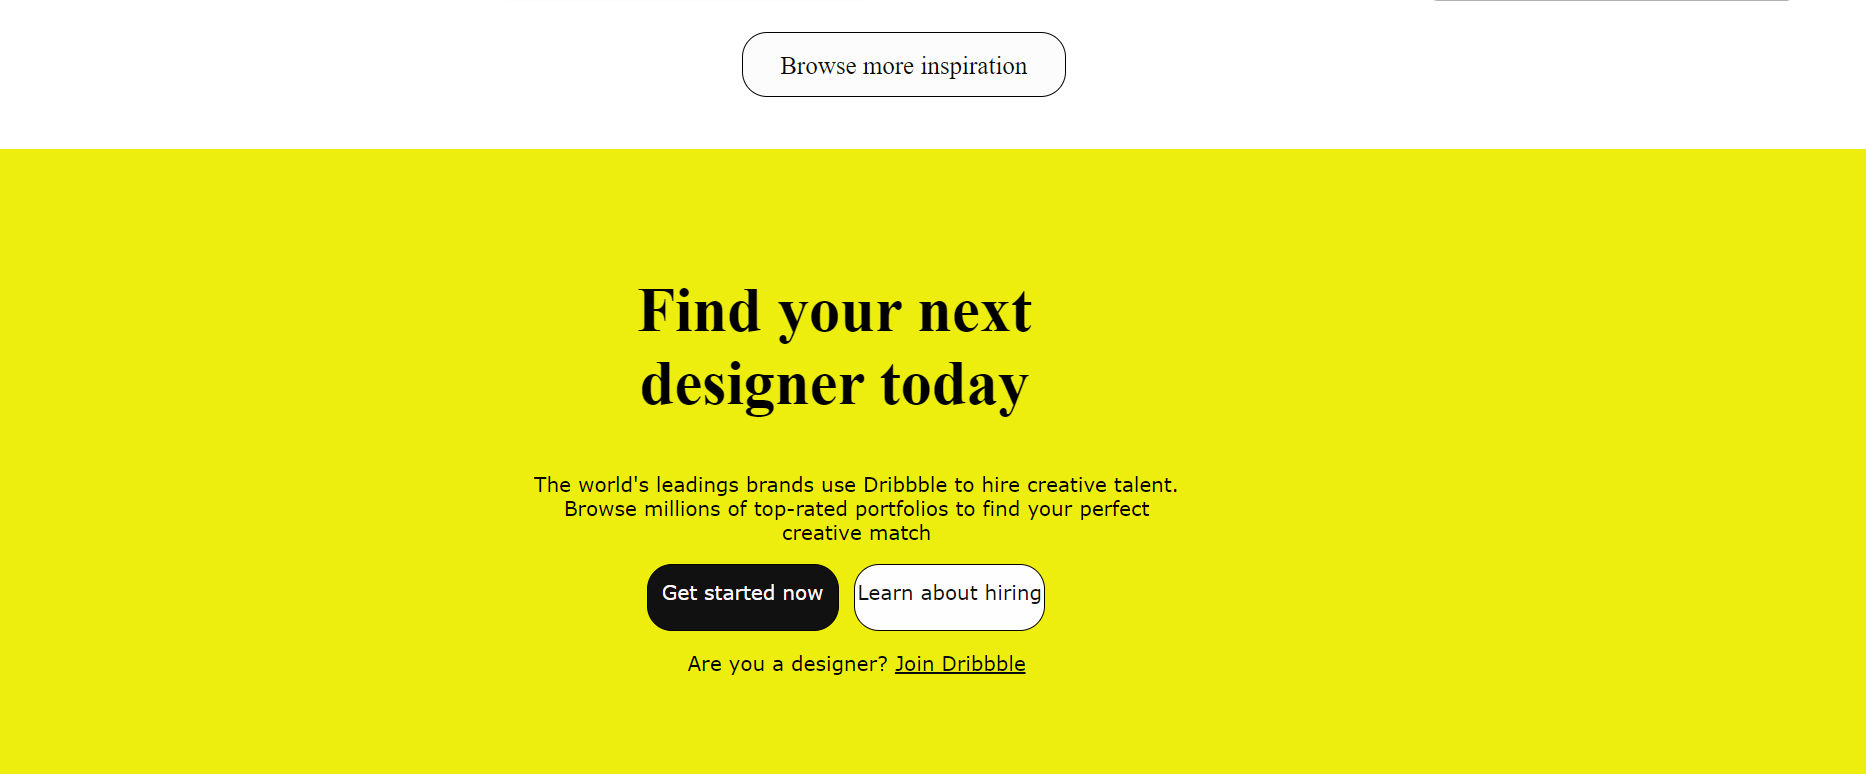 Browse more inspiration
Find your next
designer today
The world's leadings brands use Dribbble to hire creative talent.
Browse millions of top-rated portfolios to find your perfect
creative match
Get started now
Learn about hiring
Are you a designer? Join Dribbble